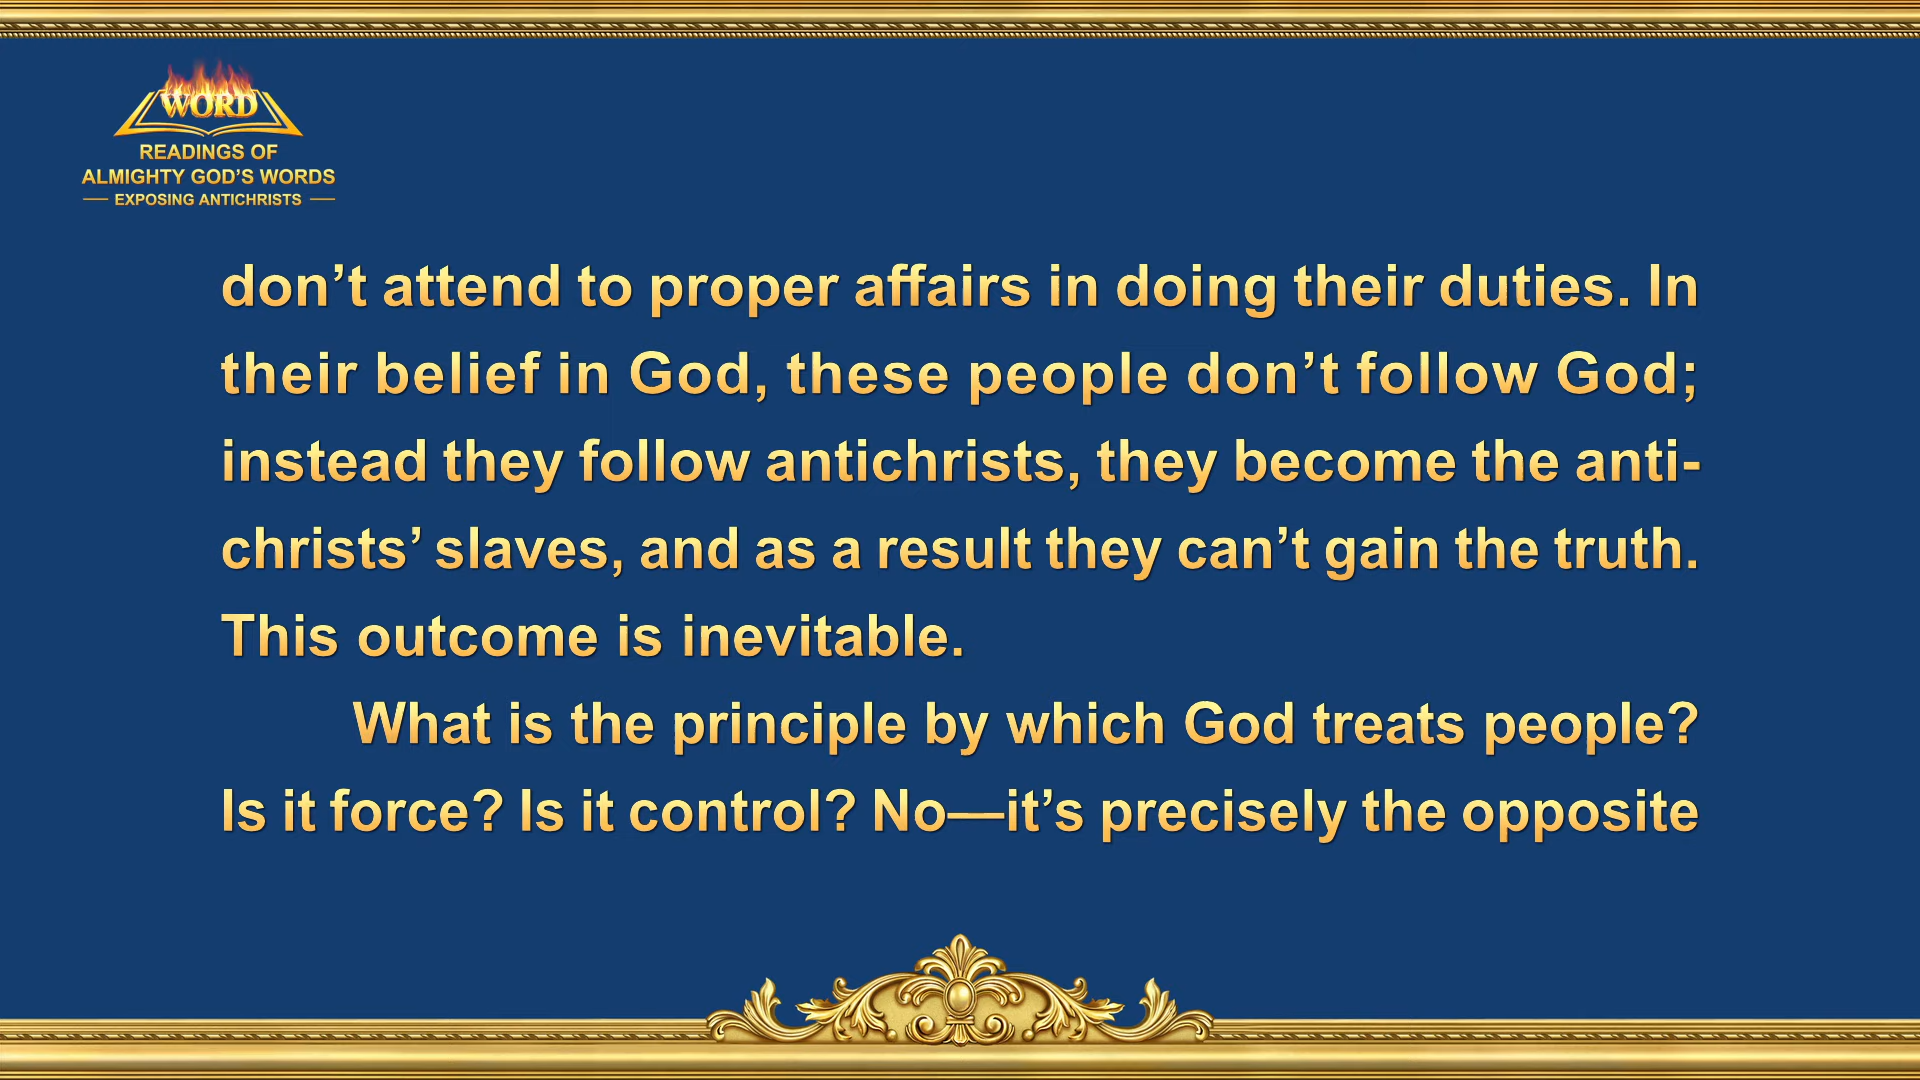 WORD
READINGS OF
ALMIGHTY GOD’S WORDS
EXPOSING ANTICHRISTS
don’t attend to proper affairs in doing their duties. In
their belief in God, these people don’t follow God;
instead they follow antichrists, they become the anti-
christs’ slaves, and as a result they can’t gain the truth.
This outcome is inevitable.
What is the principle by which God treats people?
Is it force? Is it control? No—it’s precisely the opposite